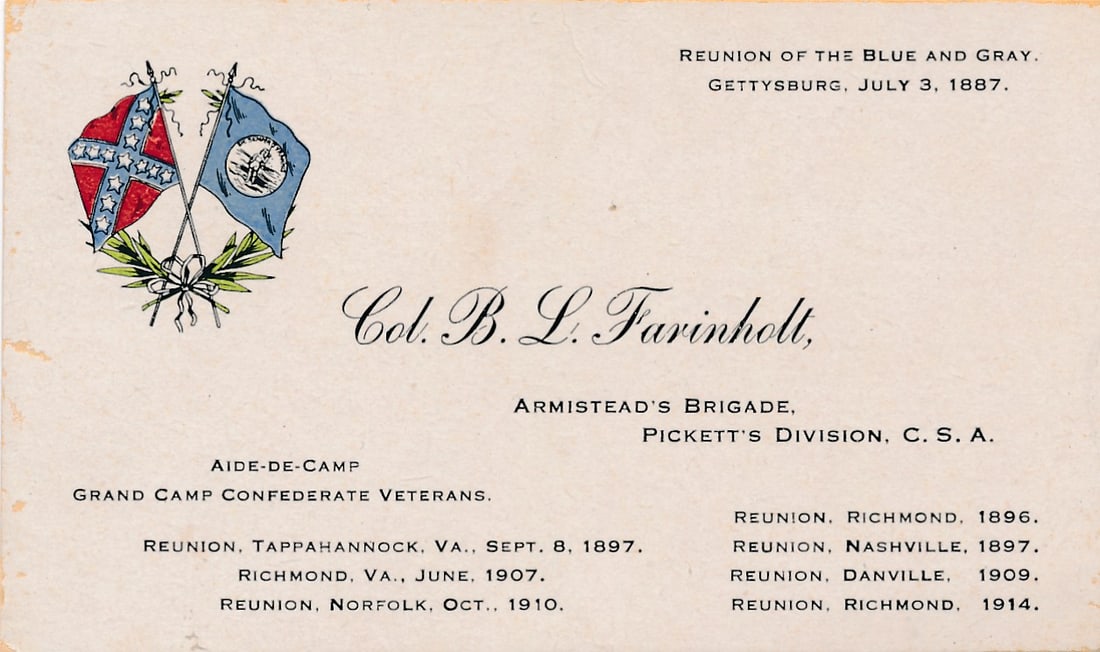 REUNION OF THE BLUE AND GRAY.
GETTYSBURG, JULY 3, 1887.
Col. B. L. Farinholt,
ARMISTEAD'S BRIGADE,
PICKETT'S DIVISION, C. S. A.
AIDE-DE-CAMP
GRAND CAMP CONFEDERATE VETERANS.
REUNION, TAPPAHANNOCK, VA., SEPT. 8, 1897.
RICHMOND, VA., JUNE, 1907.
REUNION, NORFOLK, OCT., 1910.
REUNION, RICHMOND, 1896.
REUNION, NASHVILLE, 1897.
REUNION, DANVILLE, 1909.
REUNION, RICHMOND, 1914.